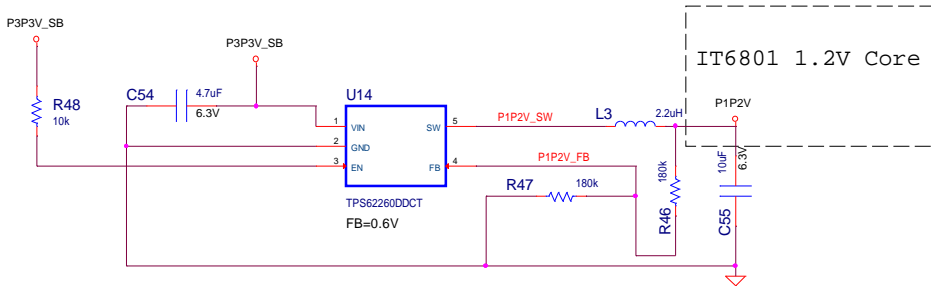 P3P3V_SB
P3P3V_SB
IT6801 1.2V Core
R48
10k
C54
4.7uF
6.3V
U14
1
VIN
2
GND
3
EN
SW
5
FB
4
TPS62260DDCT
FB=0.6V
P1P2V_SW
L3
2.2uH
P1P2V
P1P2V_FB
R47
180k
180k
R46
10uF
6.3V
C55